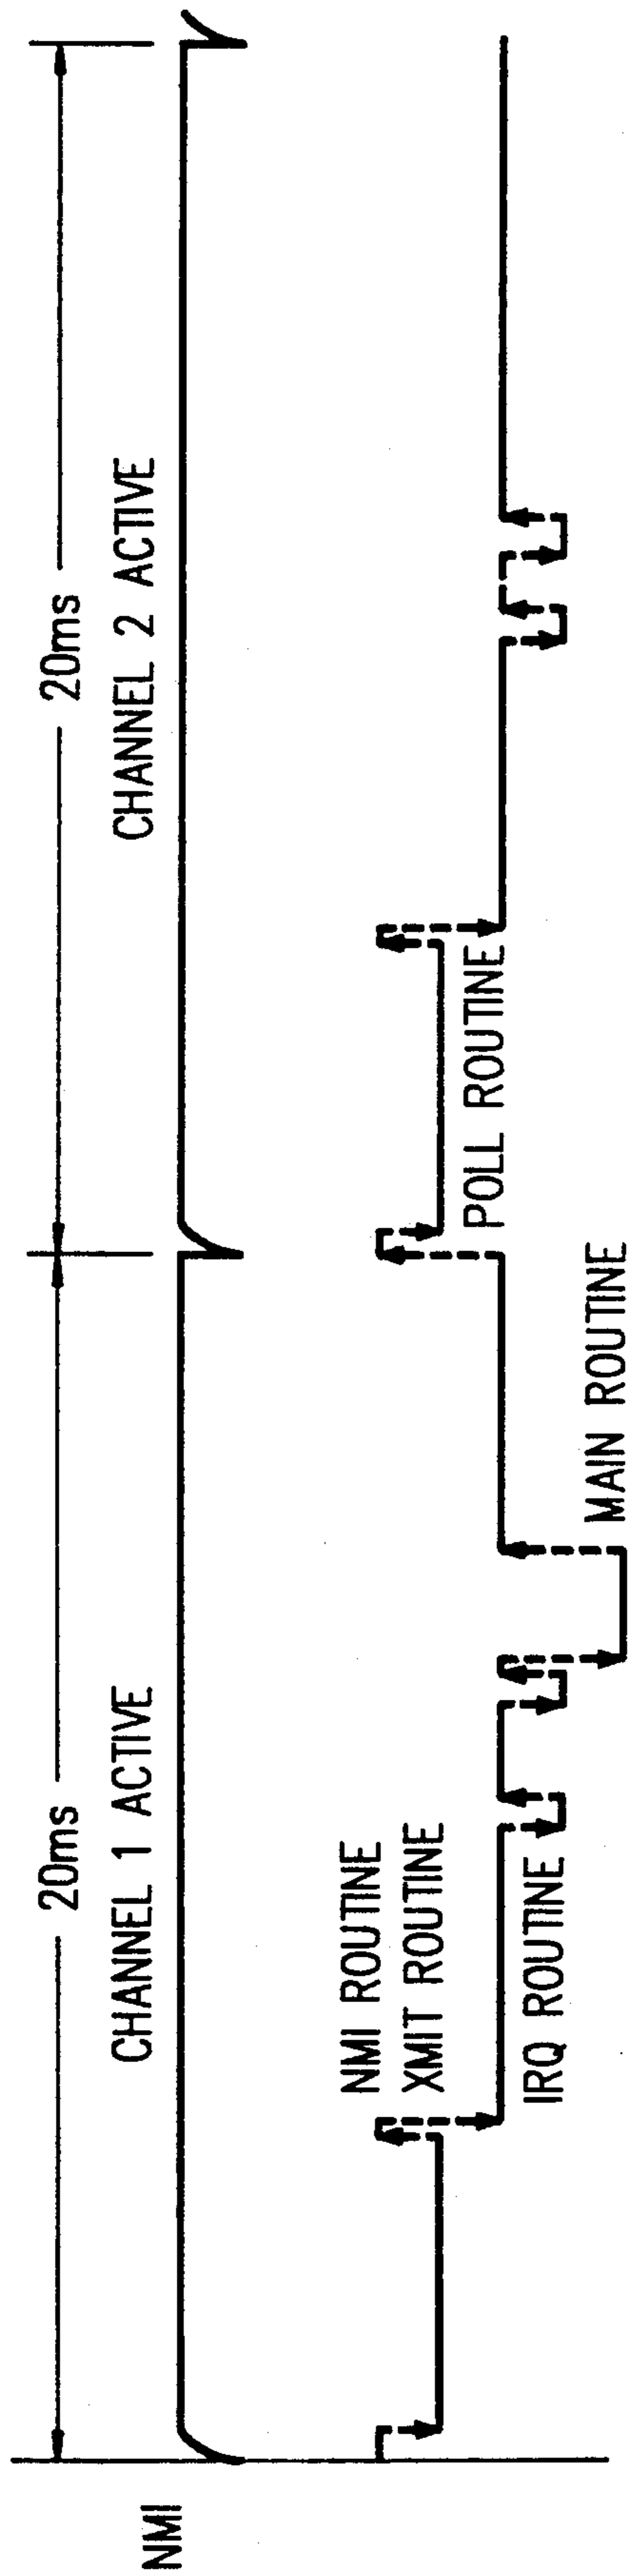 20ms
20ms
CHANNEL 1 ACTIVE
CHANNEL 2 ACTIVE
NMI
NMI ROUTINE
XMIT ROUTINE
POLL ROUTINE
IRQ ROUTINE
MAIN ROUTINE